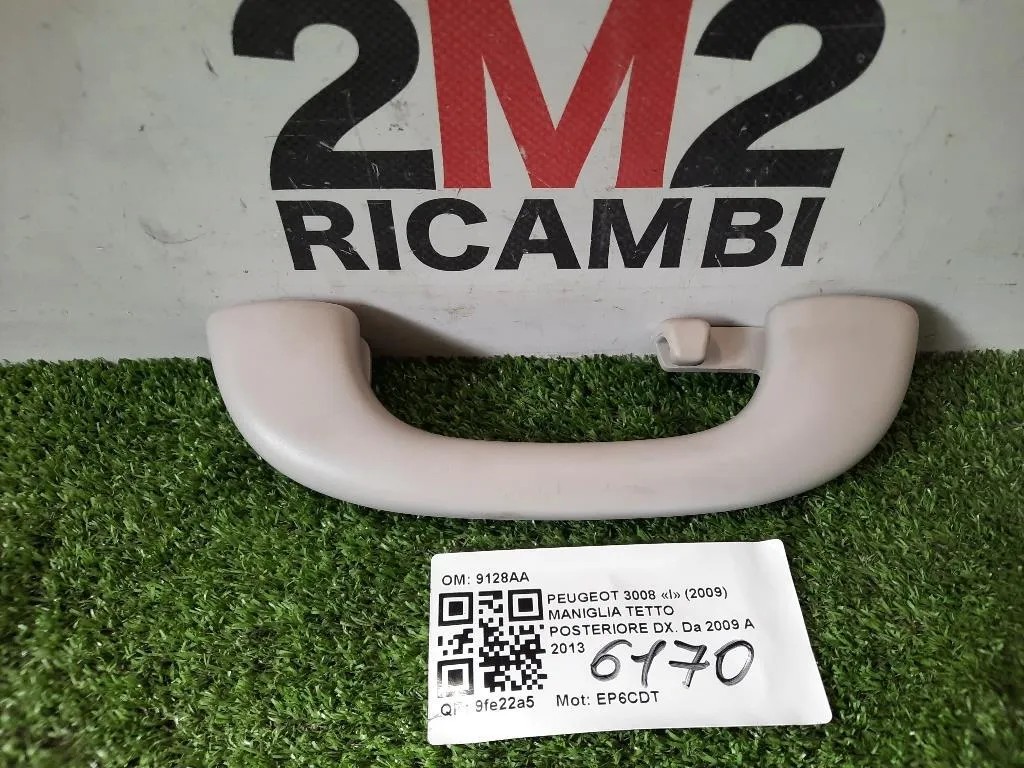 2M2
RICAMBI
OM: 9128AA
PEUGEOT 3008 «I» (2009)
MANIGLIA TETTO
POSTERIORE DX. Da 2009 A
2013
6170
9fe22a5
Mot: EP6CDT